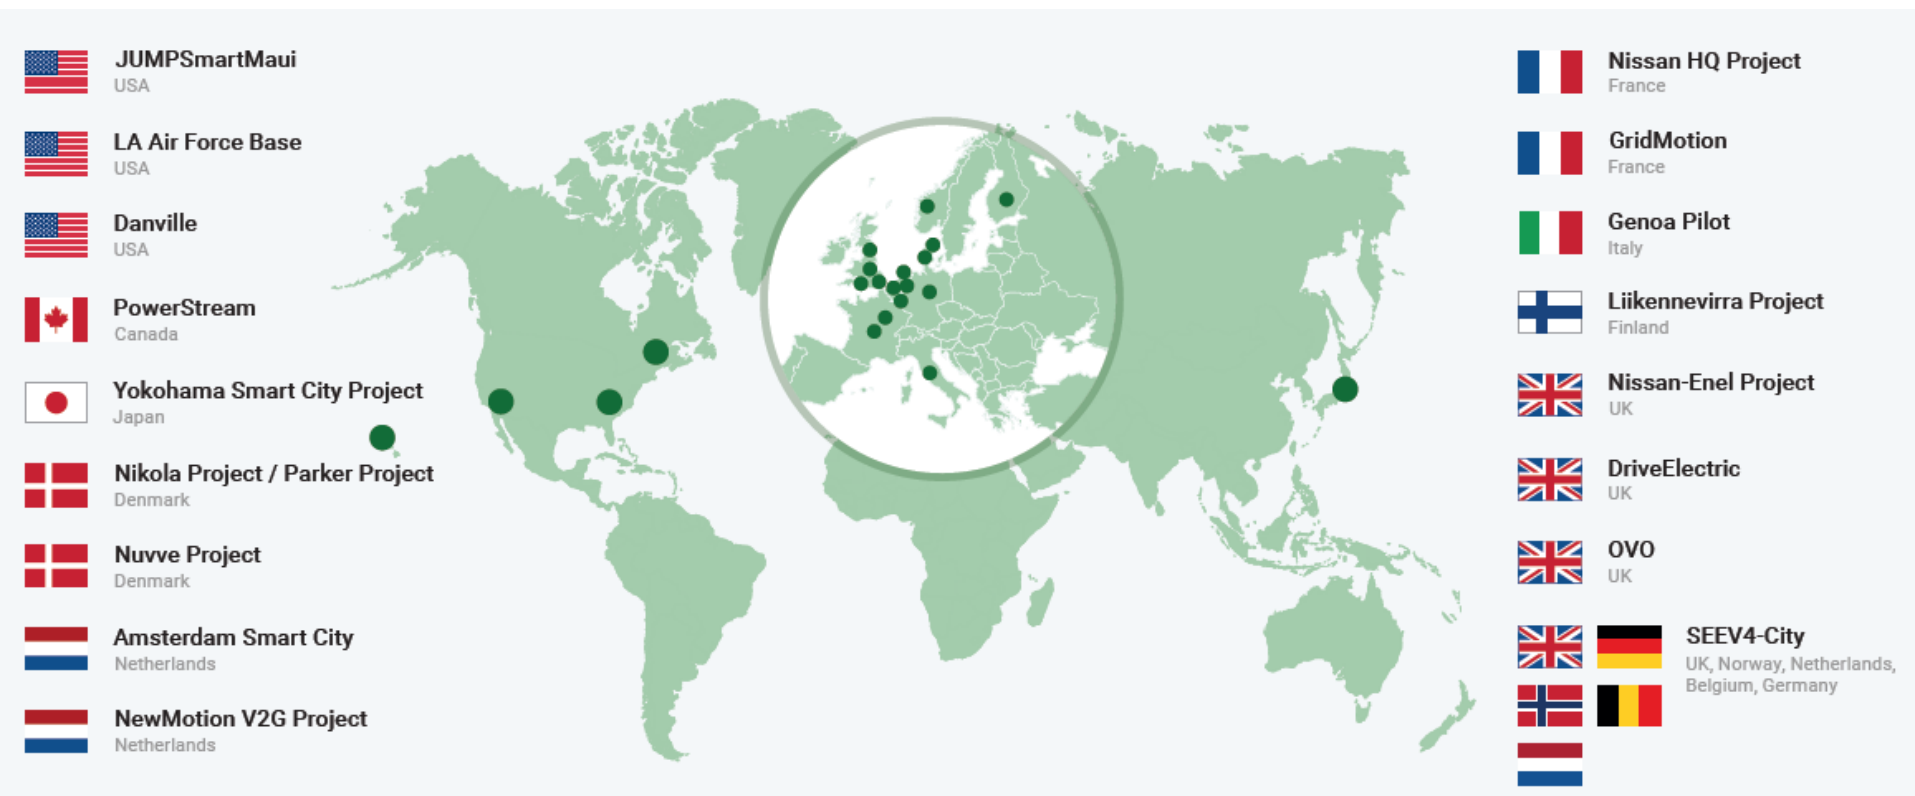 JUMPSmartMaui
USA
LA Air Force Base
USA
Danville
USA
PowerStream
Canada
Yokohama Smart City Project
Japan
Nikola Project / Parker Project
Denmark
Nuvve Project
Denmark
Amsterdam Smart City
Netherlands
NewMotion V2G Project
Netherlands
Nissan HQ Project
France
GridMotion
France
Genoa Pilot
Italy
Liikennevirra Project
Finland
Nissan-Enel Project
UK
DriveElectric
UK
OVO
UK
SEEV4-City
UK, Norway, Netherlands,
Belgium, Germany